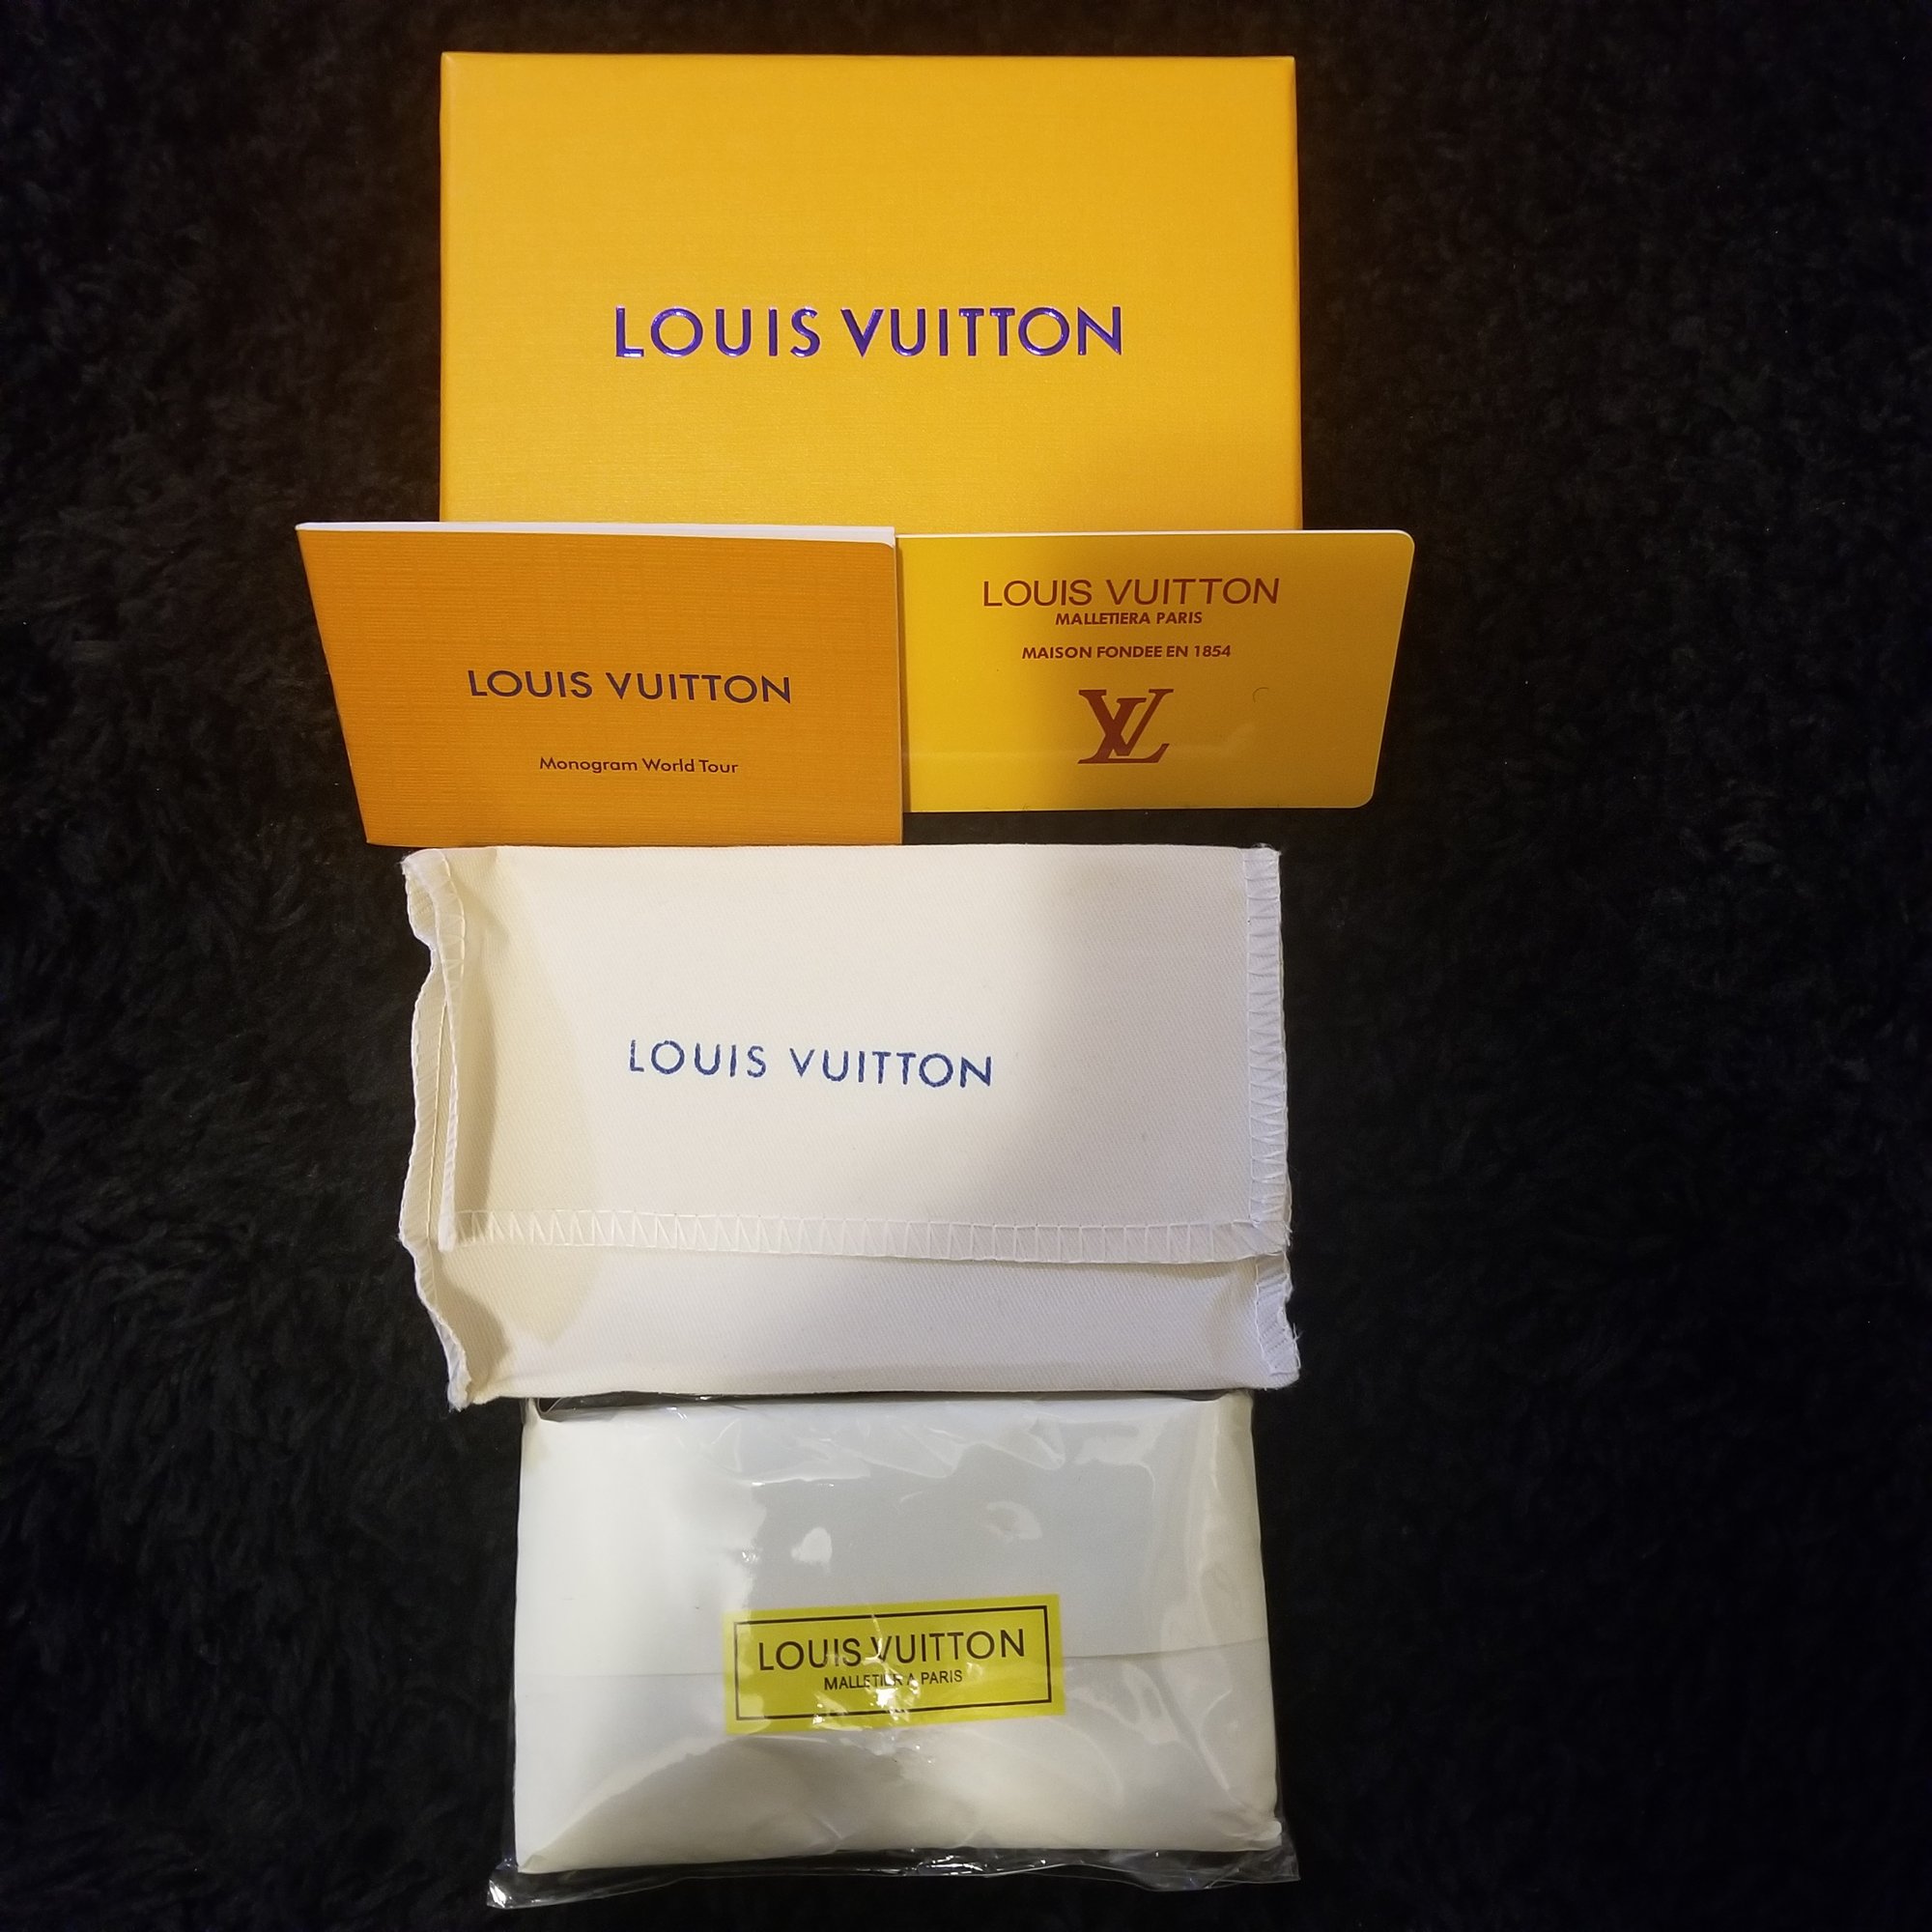 LOUIS VUITTON
LOUIS VUITTON
Monogram World Tour
LOUIS VUITTON
MALLETIERA PARIS
MAISON FONDEE EN 1854
LV
LOUIS VUITTON
LOUIS VUITTON
MALLETIER A PARIS